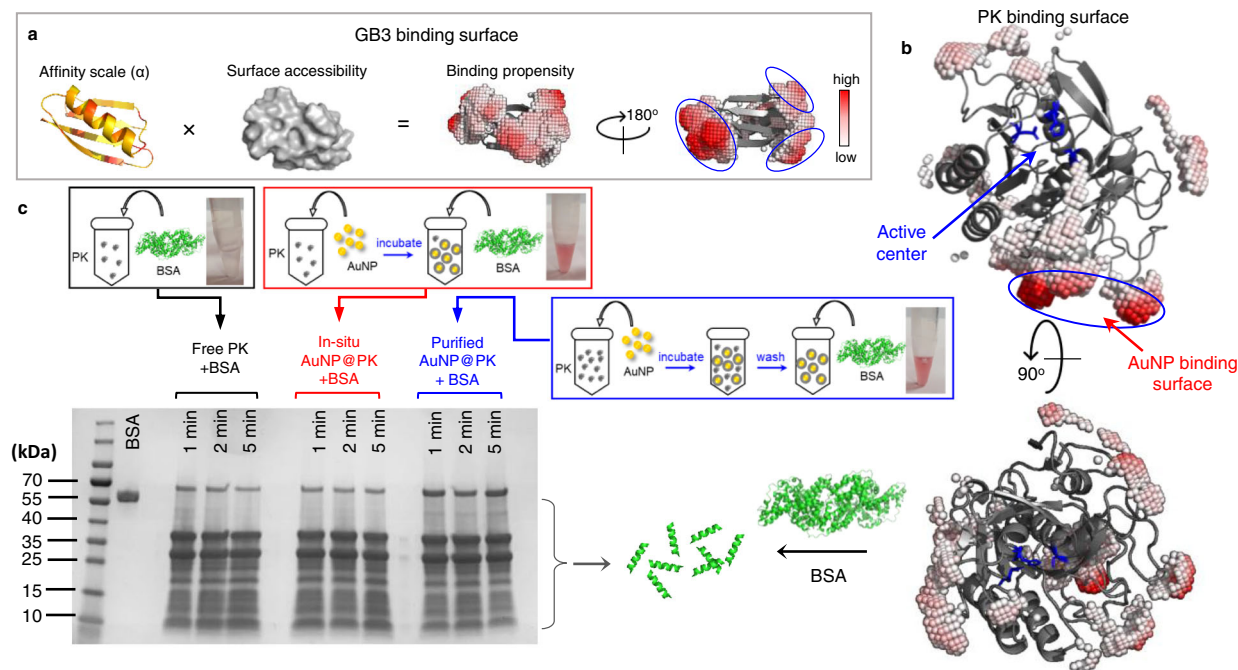 a
GB3 binding surface
Affinity scale (α)
Surface accessibility
Binding propensity
×
=
180º
high
low
PK binding surface
b
Active
center
AuNP binding
surface
90º
c
PK
BSA
PK
AuNP
incubate
BSA
PK
AuNP
incubate
wash
BSA
Free PK
+BSA
In-situ
AuNP@PK
+BSA
Purified
AuNP@PK
+ BSA
(kDa)
BSA
1 min
2 min
5 min
1 min
2 min
5 min
1 min
2 min
5 min
70
55
40
35
25
15
10
BSA